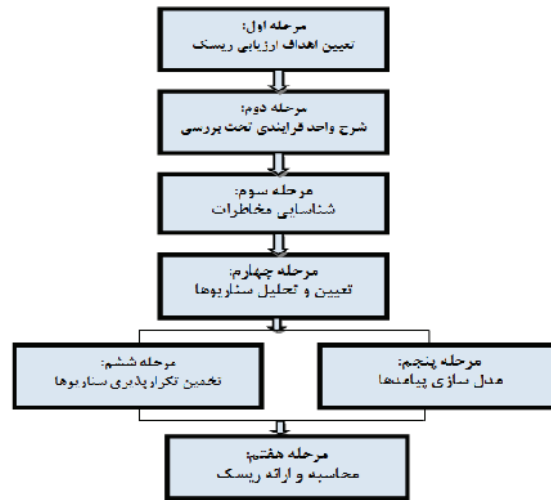 مرحله اول:
تعیین اهداف ارزیابی ریسک
مرحله دوم:
شرح واحد فرایندی تحت بررسی
مرحله سوم:
شناسایی مخاطرات
مرحله چهارم:
تعیین و تحلیل سناریوها
مرحله پنجم:
مدل سازی پیامدها
مرحله ششم:
تخمین تکرارپذیری سناریوها
مرحله هفتم:
محاسبه و ارائه ریسک